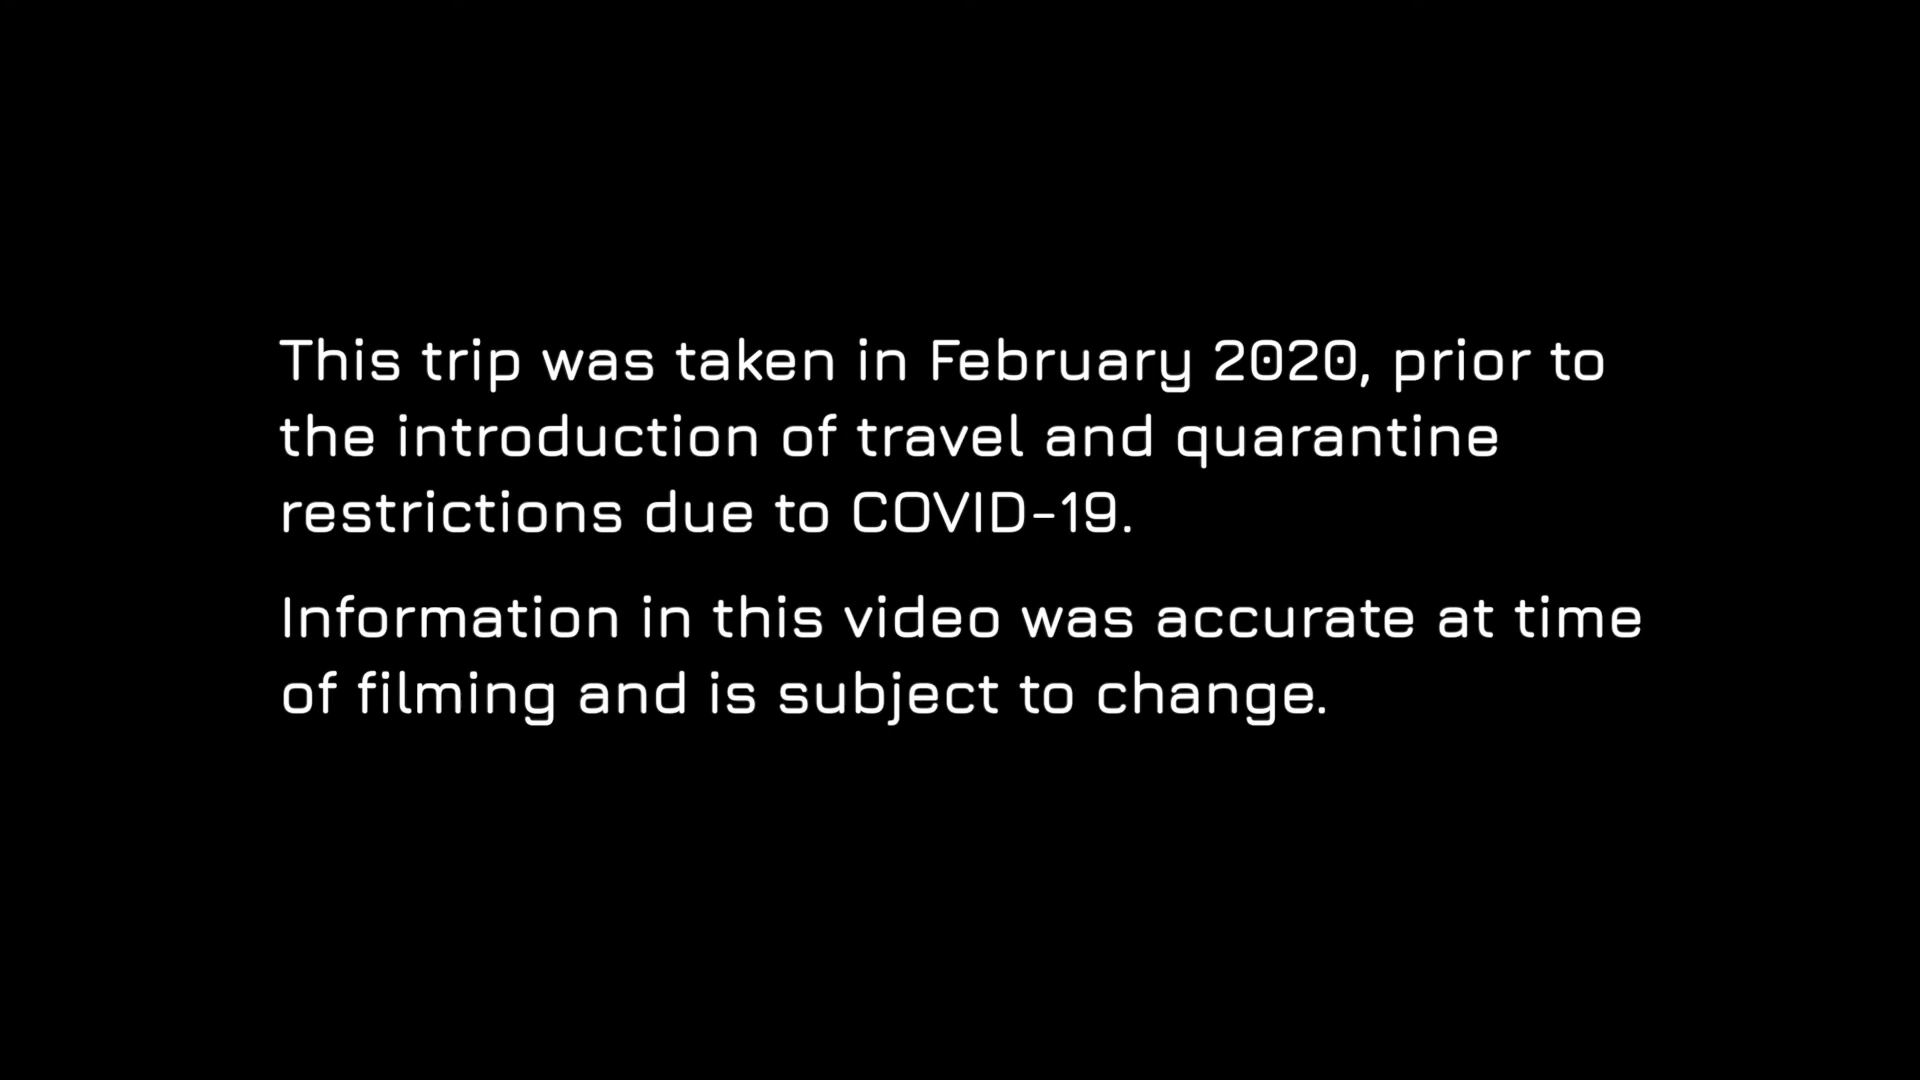 This trip was taken in February 2020, prior to
the introduction of travel and quarantine
restrictions due to COVID-19.
Information in this video was accurate at time
of filming and is subject to change.